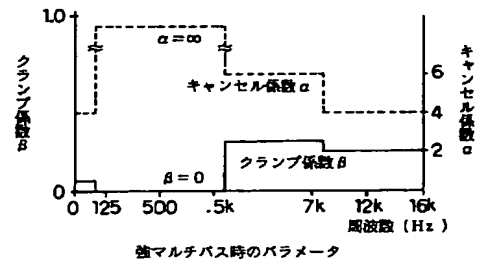 1.0
α=∞
キャンセル係数α
クランプ係数β
β=0
クランプ係数β
0
キャンセル係数α
6
4
2
0 125 500 .5k 7k 12k 16k
周波数 (Hz)
強マルチパス時のパラメータ